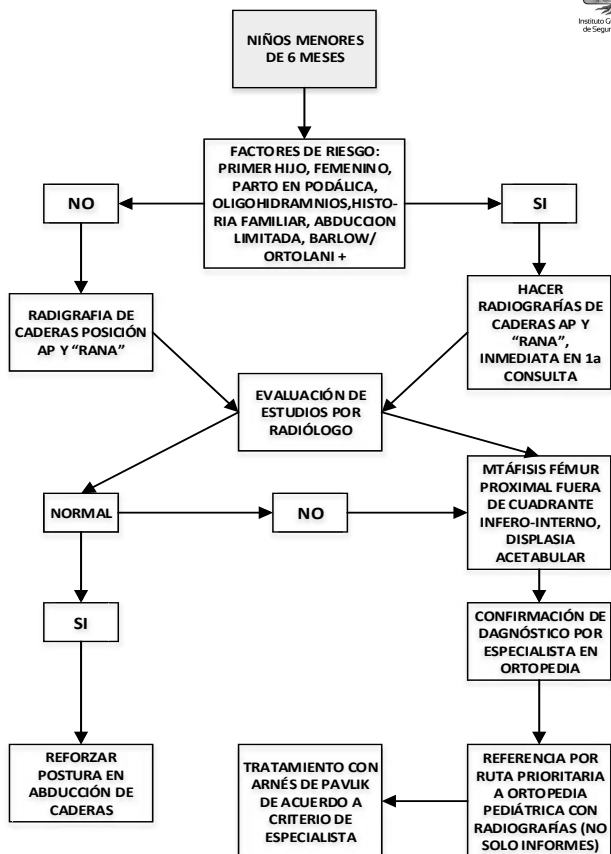 Instituto G
de Segur
NIÑOS MENORES
DE 6 MESES
FACTORES DE RIESGO:
PRIMER HIJO, FEMENINO,
PARTO EN PODÁLICA,
OLIGOHIDRAMNIOS,HISTO-
RIA FAMILIAR, ABDUCCION
LIMITADA, BARLOW/
ORTOLANI +
NO
SI
RADIGRAFIA DE
CADERAS POSICIÓN
AP Y “RANA”
HACER
RADIOGRAFÍAS DE
CADERAS AP Y
“RANA”,
INMEDIATA EN 1a
CONSULTA
EVALUACIÓN DE
ESTUDIOS POR
RADIÓLOGO
NORMAL
NO
MTÁFISIS FÉMUR
PROXIMAL FUERA
DE CUADRANTE
INFERO-INTERNO,
DISPLASIA
ACETABULAR
SI
CONFIRMACIÓN DE
DAGNÓSTICO POR
ESPECIALISTA EN
ORTOPEDIA
REFORZAR
POSTURA EN
ABDUCCIÓN DE
CADERAS
TRATAMIENTO CON
ARNÉS DE PAVLIK
DE ACUERDO A
CRITERIO DE
ESPECIALISTA
REFERENCIA POR
RUTA PRIORITARIA
A ORTOPEDIA
PEDIÁTRICA CON
RADIOGRAFÍAS (NO
SOLO INFORMES)